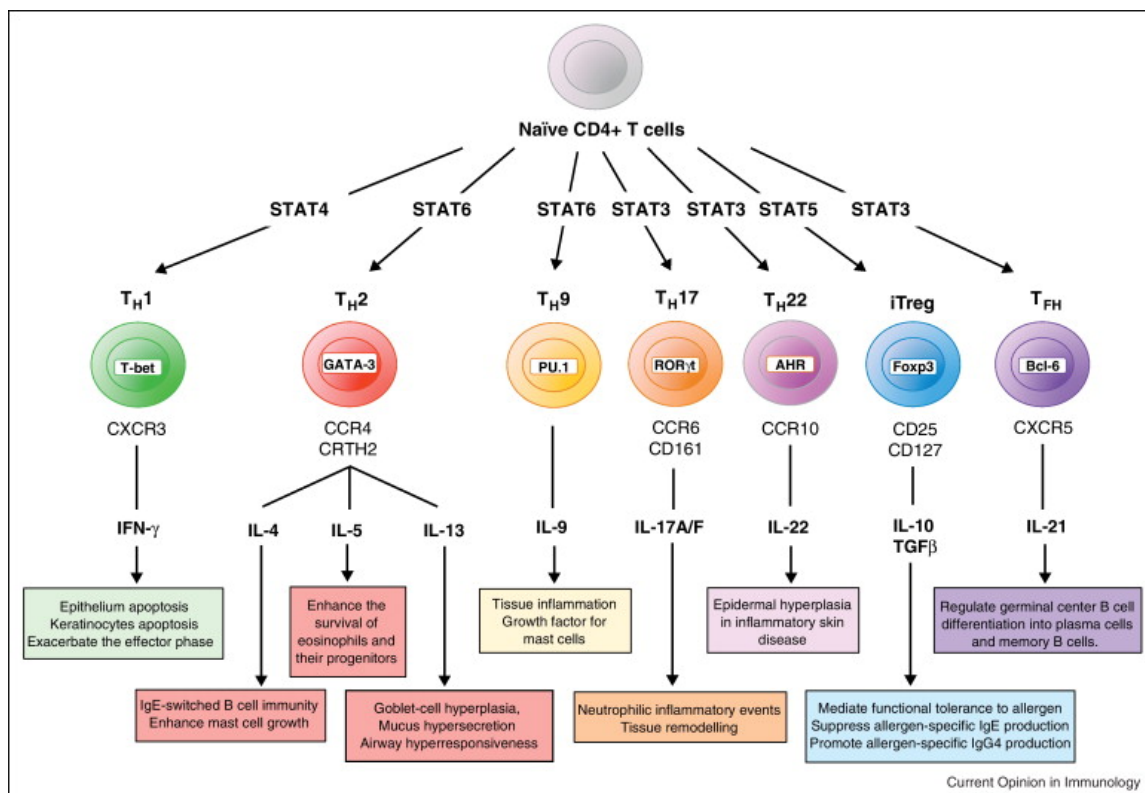 Naïve CD4+ T cells
STAT4 STAT6 STAT6 STAT3 STAT3 STAT5 STAT3
TH1 TH2 TH9 TH17 TH22 iTreg TFH
T-bet GATA-3 PU.1 RORγt AHR Foxp3 Bcl-6
CXCR3 CCR4 CCR6 CCR10 CD25 CXCR5
CRTH2 CD161 CD127
IFN-γ IL-4 IL-5 IL-13 IL-9 IL-17A/F IL-22 IL-10 IL-21
TGFβ
Epithelium apoptosis
Keratinocytes apoptosis
Exacerbate the effector phase
Enhance the
survival of
eosinophils and
their progenitors
Tissue inflammation
Growth factor for
mast cells
Epidermal hyperplasia
in inflammatory skin
disease
Regulate germinal center B cell
differentiation into plasma cells
and memory B cells.
IgE-switched B cell immunity
Enhance mast cell growth
Goblet-cell hyperplasia,
Mucus hypersecretion
Airway hyperresponsiveness
Neutrophilic inflammatory events
Tissue remodelling
Mediate functional tolerance to allergen
Suppress allergen-specific IgE production
Promote allergen-specific IgG4 production
Current Opinion in Immunology